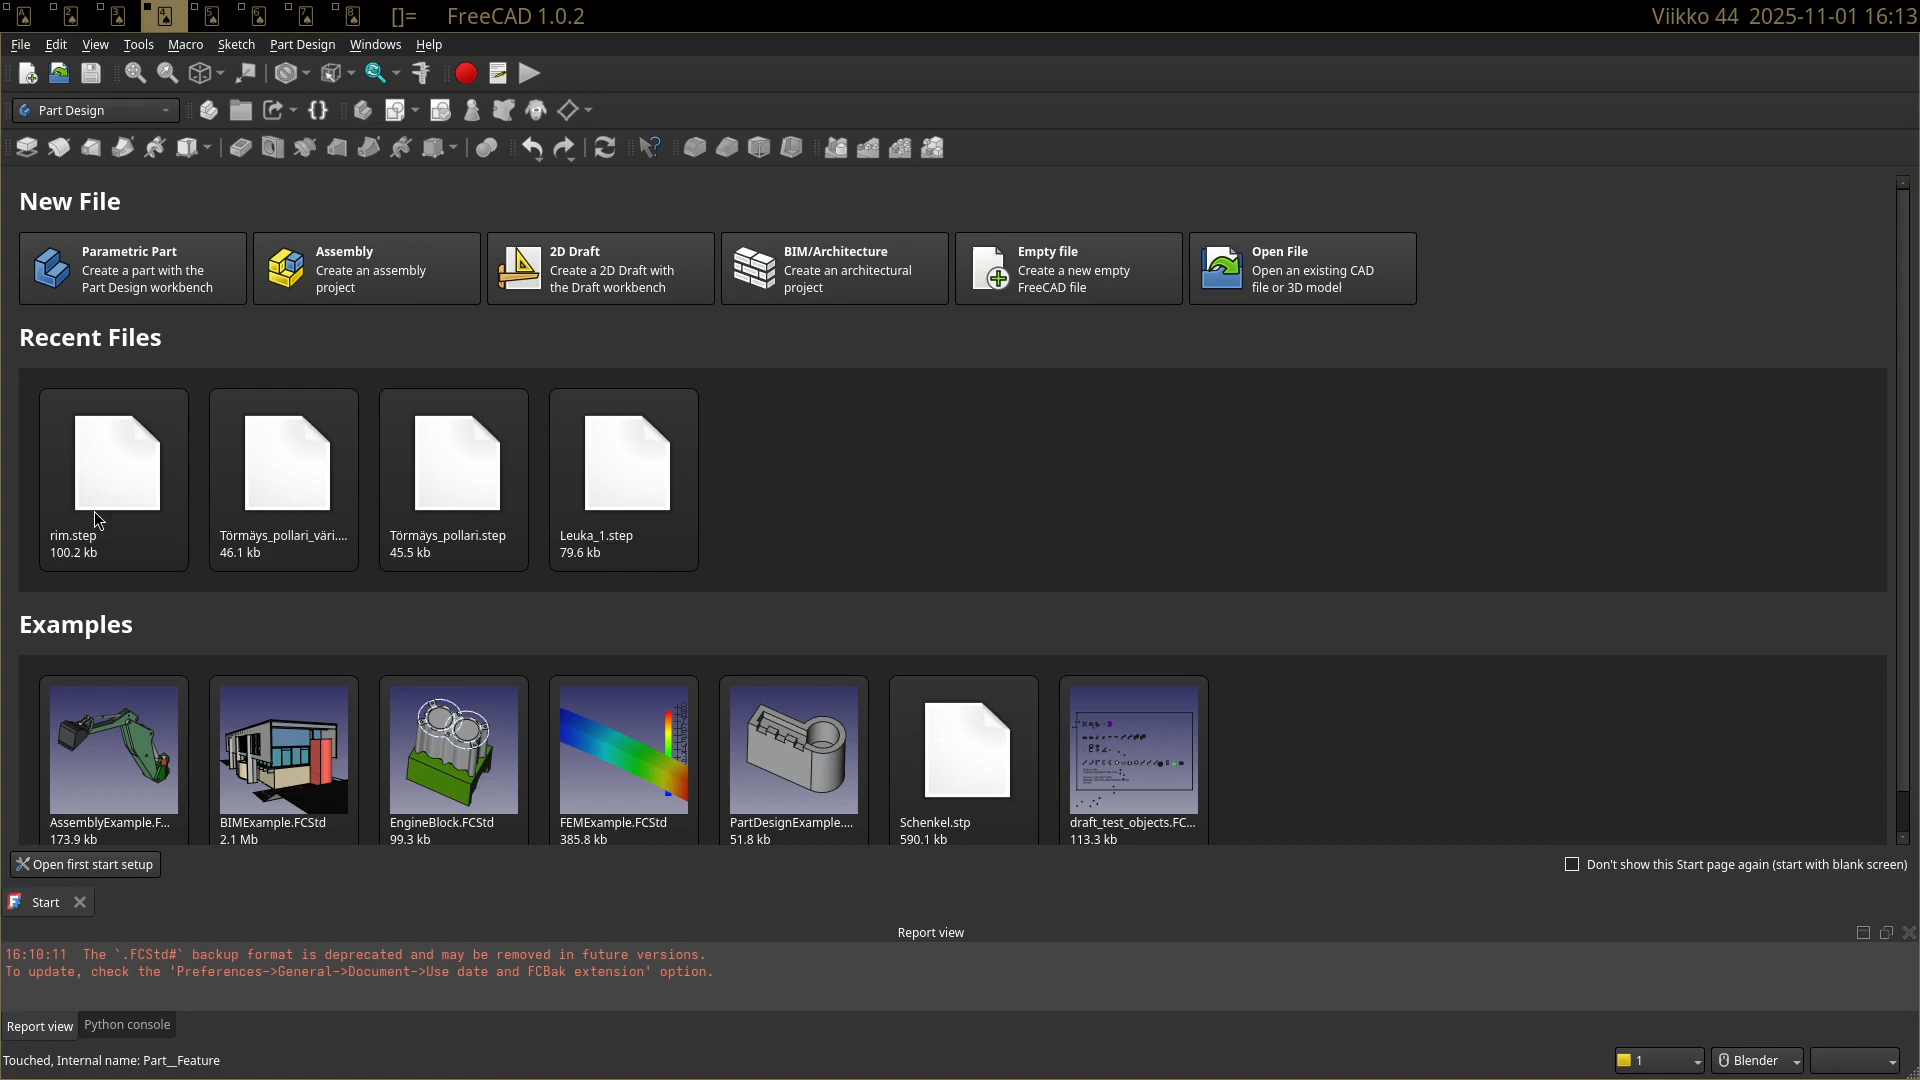 []= FreeCAD 1.0.2 Viikko 44 2025-11-01 16:13
File Edit View Tools Macro Sketch Part Design Windows Help
Part Design
New File
Parametric Part
Create a part with the
Part Design workbench
Assembly
Create an assembly
project
2D Draft
Create a 2D Draft with
the Draft workbench
BIM/Architecture
Create an architectural
project
Empty file
Create a new empty
FreeCAD file
Open File
Open an existing CAD
file or 3D model
Recent Files
rim.step
100.2 kb
Törmäys_pollari_väri....
46.1 kb
Törmäys_pollari.step
45.5 kb
Leuka_1.step
79.6 kb
Examples
AssemblyExample.F...
173.9 kb
BIMExample.FCStd
2.1 Mb
EngineBlock.FCStd
99.3 kb
FEMExample.FCStd
385.8 kb
PartDesignExample....
51.8 kb
Schenkel.stp
590.1 kb
draft_test_objects.FC...
113.3 kb
Open first start setup
Don't show this Start page again (start with blank screen)
Start
Report view
16:10:11 The `.FCStd#` backup format is deprecated and may be removed in future versions.
To update, check the 'Preferences->General->Document->Use date and FCBak extension' option.
Report view Python console
Touched, Internal name: Part__Feature
1 Blender